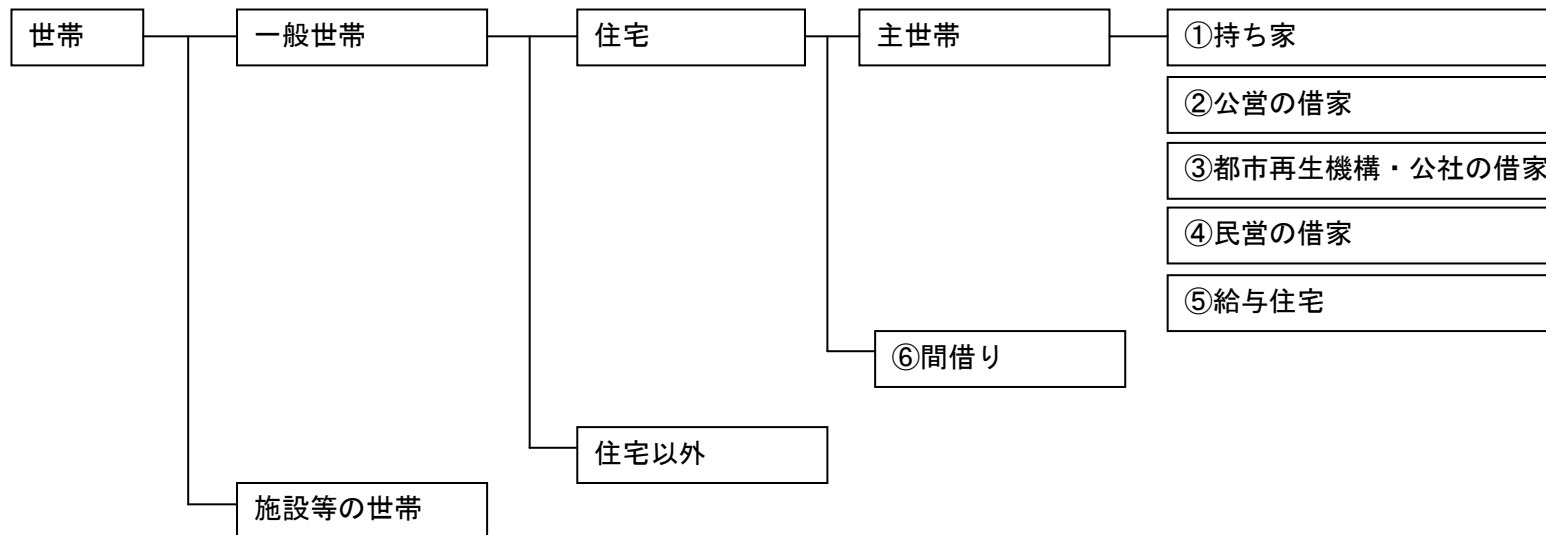 世帯
一般世帯
住宅
主世帯
①持ち家
②公営の借家
③都市再生機構・公社の借家
④民営の借家
⑤給与住宅
⑥間借り
住宅以外
施設等の世帯